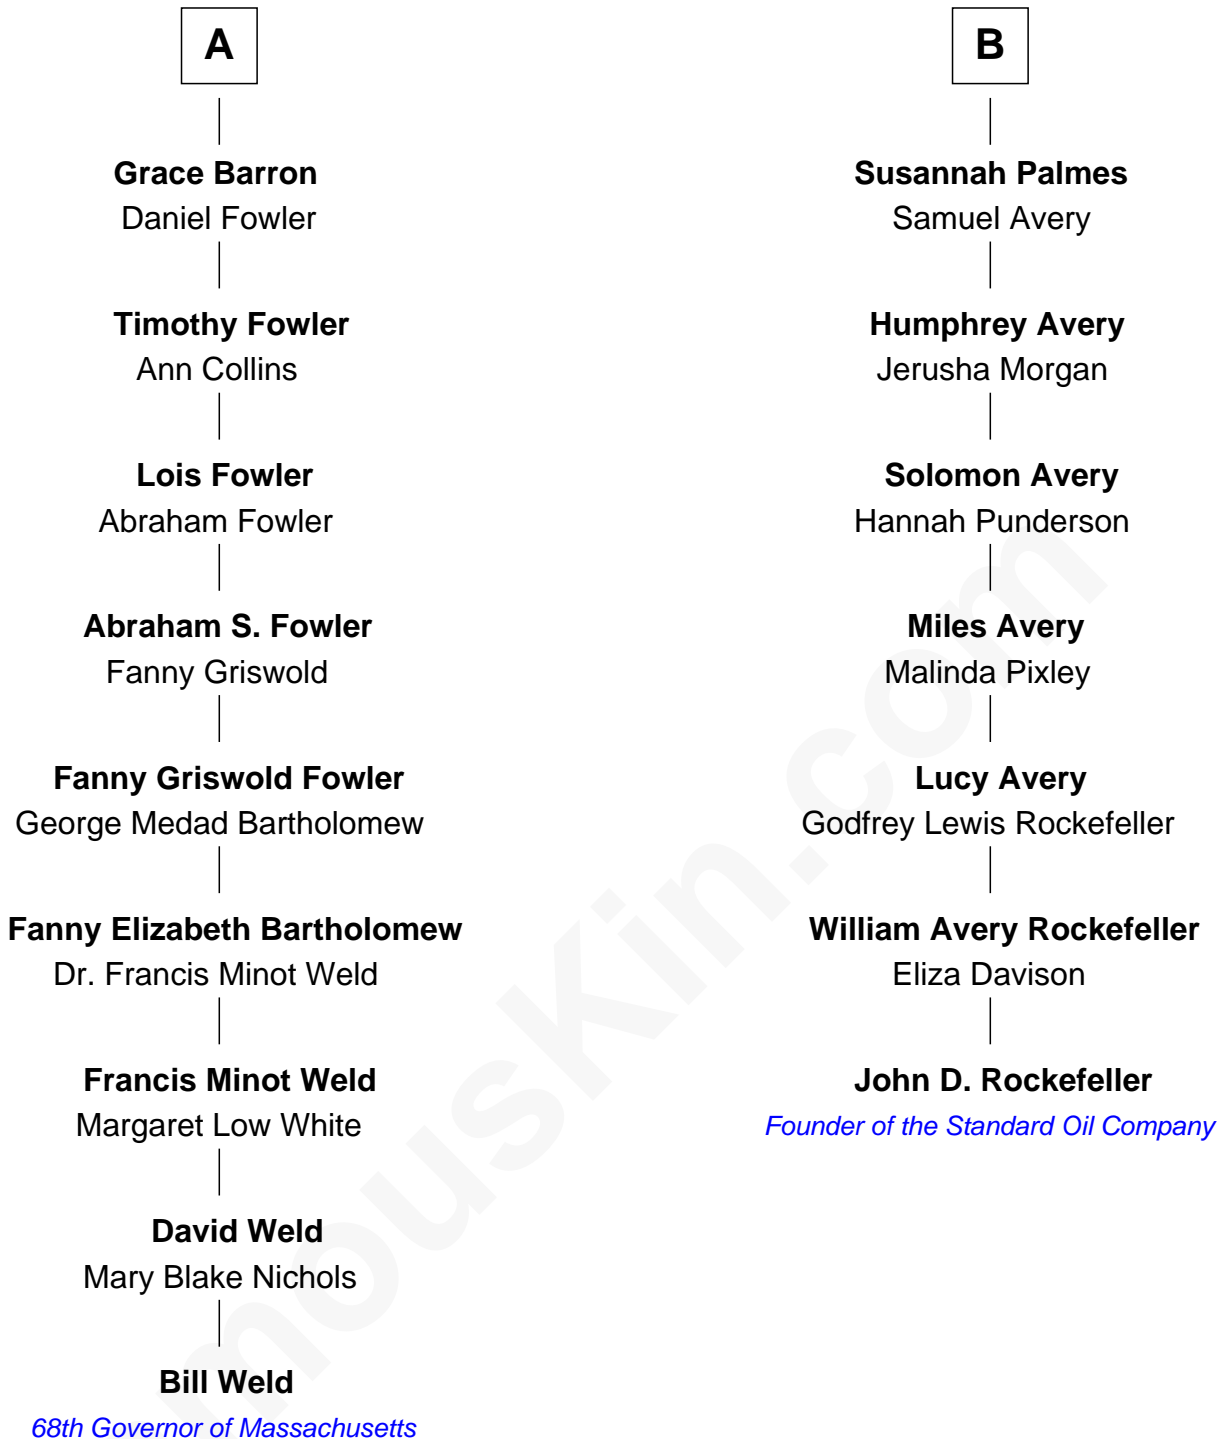 A
Grace Barron
Daniel Fowler
Timothy Fowler
Ann Collins
Lois Fowler
Abraham Fowler
Abraham S. Fowler
Fanny Griswold
Fanny Griswold Fowler
George Medad Bartholomew
Fanny Elizabeth Bartholomew
Dr. Francis Minot Weld
Francis Minot Weld
Margaret Low White
David Weld
Mary Blake Nichols
Bill Weld
68th Governor of Massachusetts
B
Susannah Palmes
Samuel Avery
Humphrey Avery
Jerusha Morgan
Solomon Avery
Hannah Punderson
Miles Avery
Malinda Pixley
Lucy Avery
Godfrey Lewis Rockefeller
William Avery Rockefeller
Eliza Davison
John D. Rockefeller
Founder of the Standard Oil Company
mousKin.com